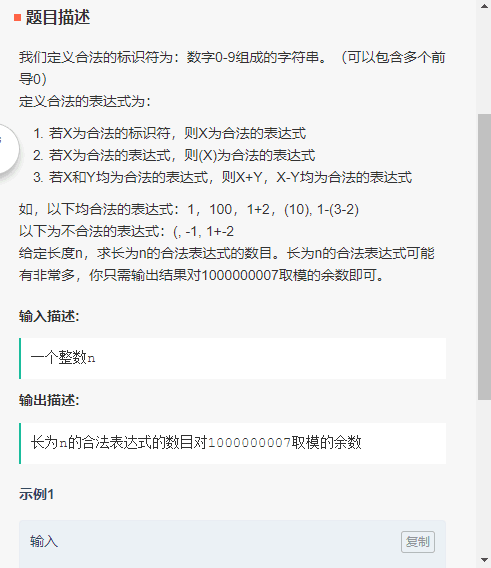 题目描述
我们定义合法的标识符为：数字0-9组成的字符串。（可以包含多个前
导0）
定义合法的表达式为：
1. 若X为合法的标识符，则X为合法的表达式
2. 若X为合法的表达式，则(X)为合法的表达式
3. 若X和Y均为合法的表达式，则X+Y，X-Y均为合法的表达式
如，以下均合法的表达式：1，100，1+2，(10), 1-(3-2)
以下为不合法的表达式：(, -1, 1+-2
给定长度n，求长为n的合法表达式的数目。长为n的合法表达式可能
有非常多，你只需输出结果对1000000007取模的余数即可。
输入描述:
一个整数n
输出描述:
长为n的合法表达式的数目对1000000007取模的余数
示例1
输入
复制